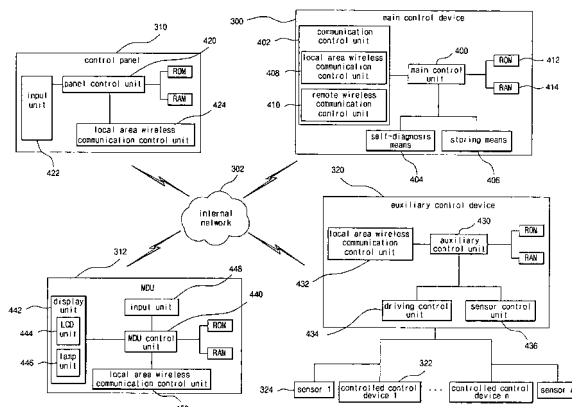 310
control panel
420
input unit
panel control unit
ROM
RAM
424
local area wireless communication control unit
422
300
main control device
402
communication control unit
408
local area wireless communication control unit
410
remote wireless communication control unit
400
main control unit
ROM
412
RAM
414
self-diagnosis means
404
storing means
406
302
internal network
320
auxiliary control device
430
local area wireless communication control unit
432
auxiliary control unit
ROM
RAM
driving control unit
434
sensor control unit
436
322
324
sensor 1
controlled control device 1
...
controlled control device n
sensor
312
MDU
448
442
display unit
input unit
440
444
LCD unit
MDU control unit
ROM
446
lamp unit
RAM
local area wireless communication control unit